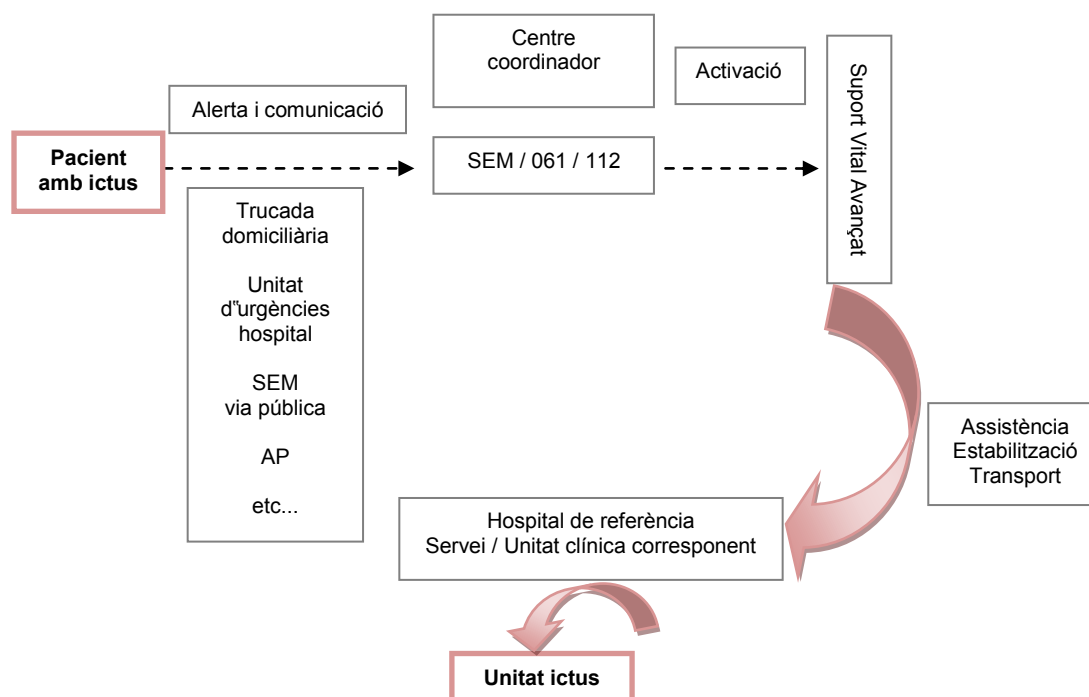 Centre
coordinador
Activació
Suport Vital Avançat
Alerta i comunicació
Pacient
amb ictus
SEM / 061 / 112
Trucada
domiciliària
Unitat
d‟urgències
hospital
SEM
via pública
AP
etc...
Assistència
Estabilització
Transport
Hospital de referència
Servei / Unitat clínica corresponent
Unitat ictus